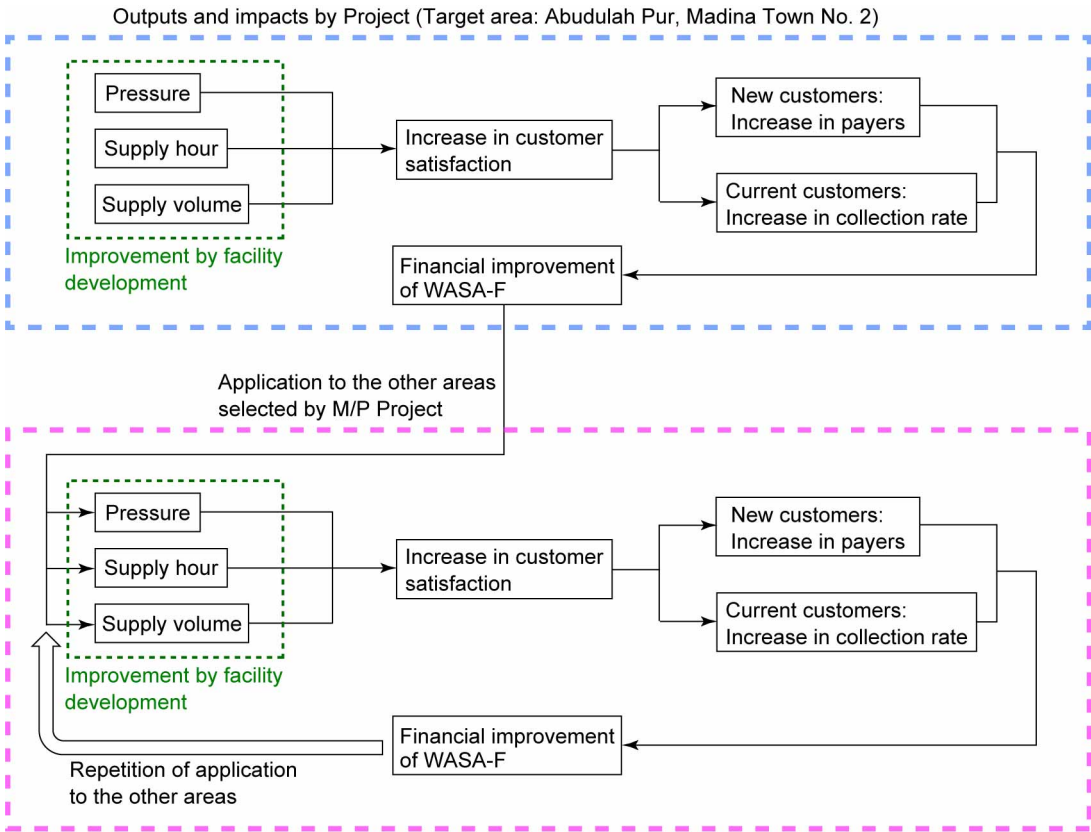 Outputs and impacts by Project (Target area: Abudulah Pur, Madina Town No. 2)
Pressure
Supply hour
Supply volume
Improvement by facility
development
Increase in customer
satisfaction
New customers:
Increase in payers
Current customers:
Increase in collection rate
Financial improvement
of WASA-F
Application to the other areas
selected by M/P Project
Pressure
Supply hour
Supply volume
Improvement by facility
development
Increase in customer
satisfaction
New customers:
Increase in payers
Current customers:
Increase in collection rate
Financial improvement
of WASA-F
Repetition of application
to the other areas